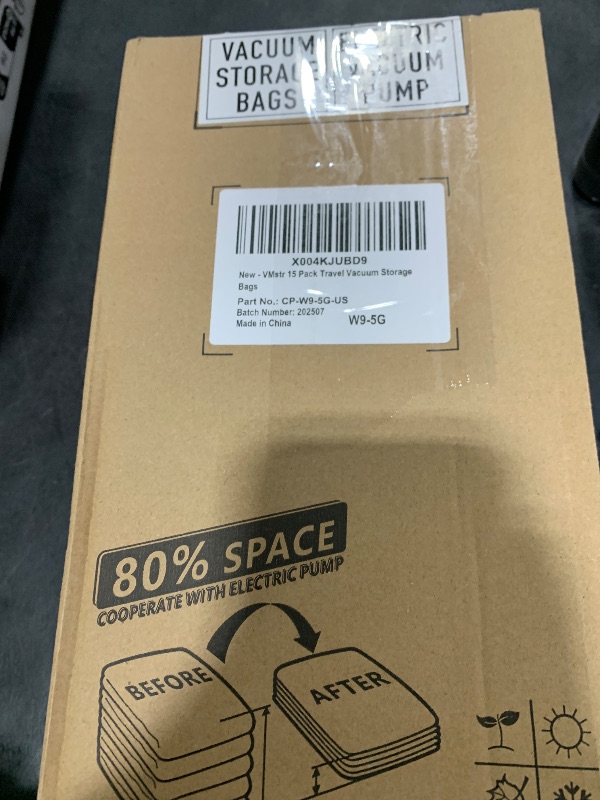 VACUUM
STORAGE
BAGS
ELECTRIC
VACUUM
PUMP
X004KJUBD9
New - VMstr 15 Pack Travel Vacuum Storage
Bags
Part No.: CP-W9-5G-US
Batch Number: 202507
Made in China W9-5G
80% SPACE
COOPERATE WITH ELECTRIC PUMP
BEFORE
AFTER